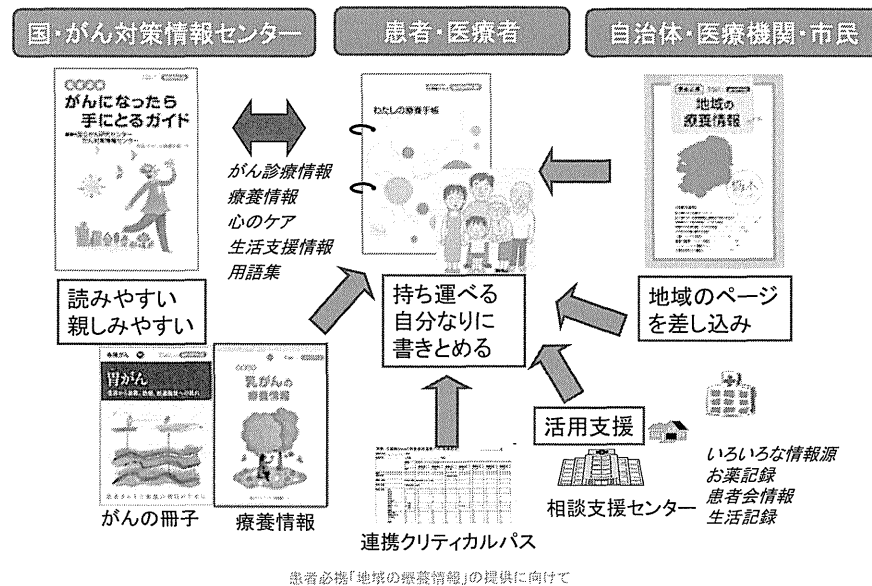 国・がん対策情報センター
患者・医療者
自治体・医療機関・市民
がんになったら
手にとるガイド
わたしの療養手帳
地域の
療養情報
栃木
がん診療情報
療養情報
心のケア
生活支援情報
用語集
読みやすい
親しみやすい
持ち運べる
自分なりに
書きとめる
地域のページ
を差し込み
胃がん
乳がんの
療養情報
がんの冊子
療養情報
連携クリティカルパス
活用支援
相談支援センター
いろいろな情報源
お薬記録
患者会情報
生活記録
患者必携「地域の療養情報」の提供に向けて